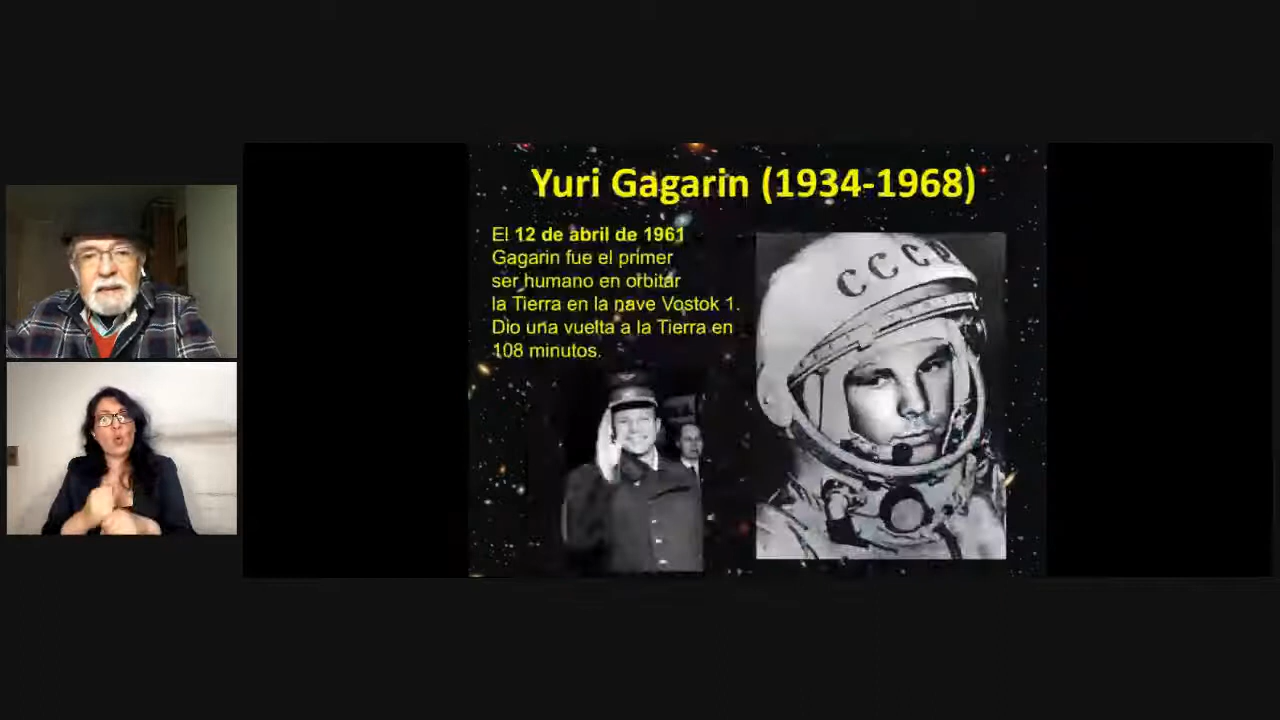 Yuri Gagarin (1934-1968)
El 12 de abril de 1961
Gagarin fue el primer
ser humano en orbitar
la Tierra en la nave Vostok 1.
Dio una vuelta a la Tierra en
108 minutos.
CCCP